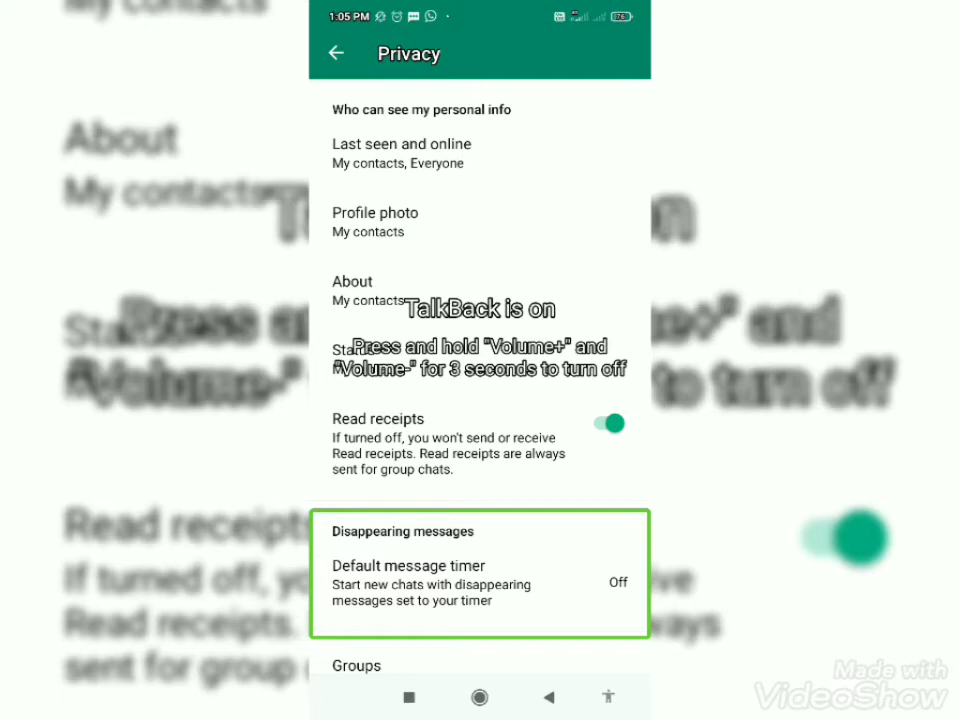 1:05 PM
76
Privacy
Who can see my personal info
Last seen and online
My contacts, Everyone
Profile photo
My contacts
About
My contacts
TalkBack is on
Press and hold "Volume+" and
"Volume-" for 3 seconds to turn off
Read receipts
If turned off, you won't send or receive
Read receipts. Read receipts are always
sent for group chats.
Disappearing messages
Default message timer
Start new chats with disappearing
messages set to your timer
Off
Groups
Made with
VideoShow